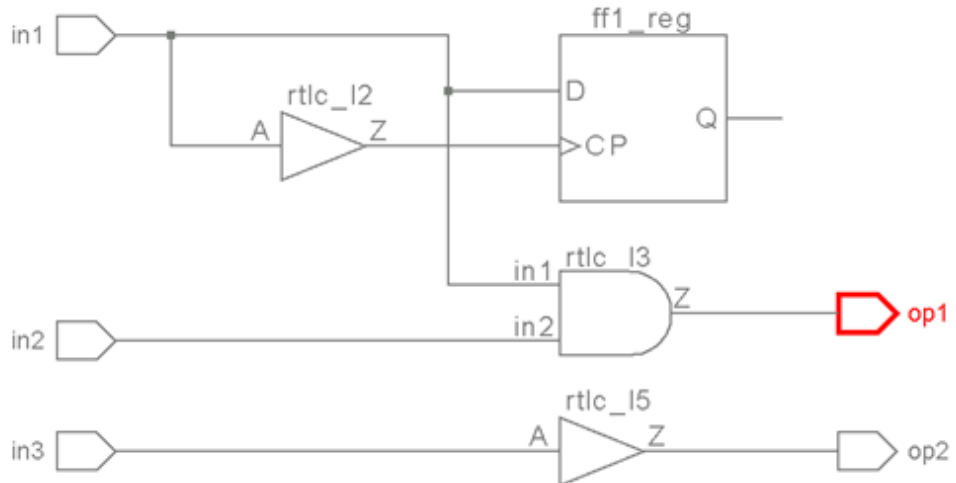 in1
ff1_reg
rtlc_I2
D
A
Z
Q
CP
rtlc_I3
in1
Z
op1
in2
in2
rtlc_I5
in3
A
Z
op2